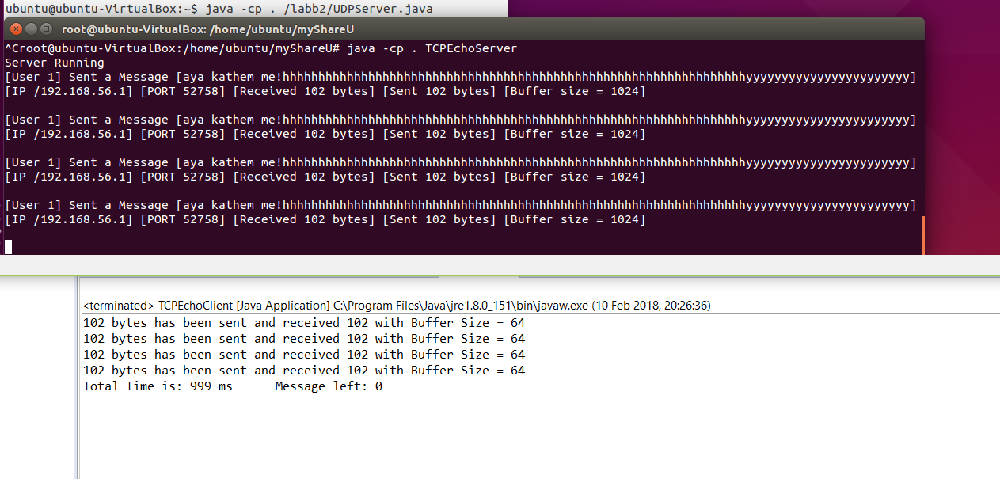 ubuntu@ubuntu-VirtualBox:~$ java -cp . /labb2/UDPServer.java
root@ubuntu-VirtualBox: /home/ubuntu/myShareU
^Croot@ubuntu-VirtualBox:/home/ubuntu/myShareU# java -cp . TCPEchoServer
Server Running
[User 1] Sent a Message [aya kathem me!hhhhhhhhhhhhhhhhhhhhhhhhhhhhhhhhhhhhhhhhhhhhhhhhhhhhhhhhhhhhhhhhhyyyyyyyyyyyyyyyyyyyyyyy]
[IP /192.168.56.1] [PORT 52758] [Received 102 bytes] [Sent 102 bytes] [Buffer size = 1024]
[User 1] Sent a Message [aya kathem me!hhhhhhhhhhhhhhhhhhhhhhhhhhhhhhhhhhhhhhhhhhhhhhhhhhhhhhhhhhhhhhhhhyyyyyyyyyyyyyyyyyyyyyyy]
[IP /192.168.56.1] [PORT 52758] [Received 102 bytes] [Sent 102 bytes] [Buffer size = 1024]
[User 1] Sent a Message [aya kathem me!hhhhhhhhhhhhhhhhhhhhhhhhhhhhhhhhhhhhhhhhhhhhhhhhhhhhhhhhhhhhhhhhhyyyyyyyyyyyyyyyyyyyyyyy]
[IP /192.168.56.1] [PORT 52758] [Received 102 bytes] [Sent 102 bytes] [Buffer size = 1024]
[User 1] Sent a Message [aya kathem me!hhhhhhhhhhhhhhhhhhhhhhhhhhhhhhhhhhhhhhhhhhhhhhhhhhhhhhhhhhhhhhhhhyyyyyyyyyyyyyyyyyyyyyyy]
[IP /192.168.56.1] [PORT 52758] [Received 102 bytes] [Sent 102 bytes] [Buffer size = 1024]
<terminated> TCPEchoClient [Java Application] C:\Program Files\Java\jre1.8.0_151\bin\javaw.exe (10 Feb 2018, 20:26:36)
102 bytes has been sent and received 102 with Buffer Size = 64
102 bytes has been sent and received 102 with Buffer Size = 64
102 bytes has been sent and received 102 with Buffer Size = 64
102 bytes has been sent and received 102 with Buffer Size = 64
Total Time is: 999 ms      Message left: 0